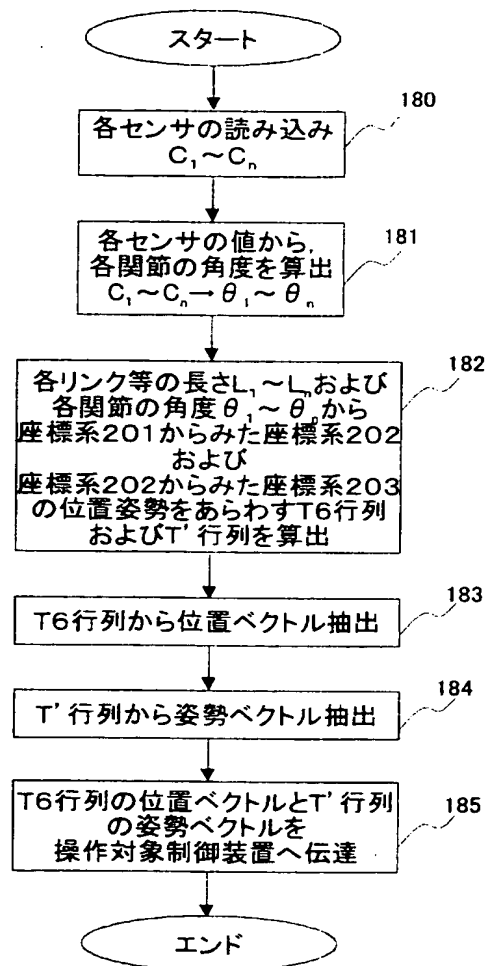 スタート
180
各センサの読み込み
C₁～Cₙ
181
各センサの値から,
各関節の角度を算出
C₁～Cₙ→θ₁～θₙ
182
各リンク等の長さL₁～Lₙおよび
各関節の角度θ₁～θₙから
座標系201からみた座標系202
および
座標系202からみた座標系203
の位置姿勢をあらわすT6行列
およびT'行列を算出
183
T6行列から位置ベクトル抽出
184
T'行列から姿勢ベクトル抽出
185
T6行列の位置ベクトルとT'行列
の姿勢ベクトルを
操作対象制御装置へ伝達
エンド